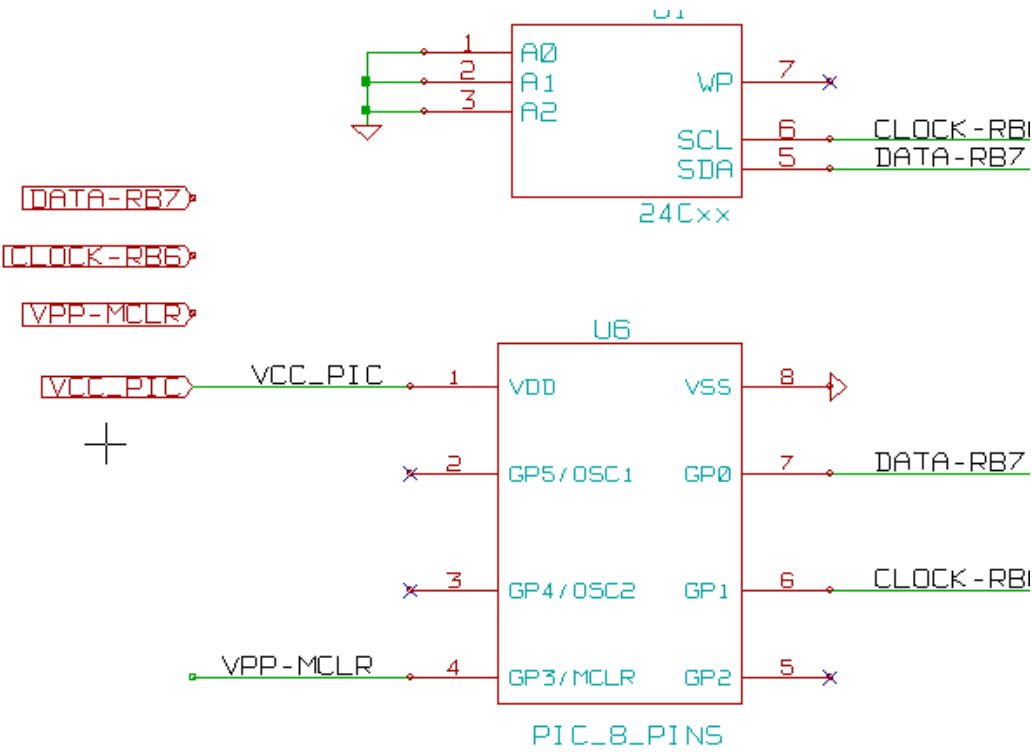 U1
1 A0
2 A1
3 A2
WP 7
SCL 6 CLOCK-RB6
SDA 5 DATA-RB7
24Cxx
DATA-RB7
CLOCK-RB6
VPP-MCLR
VCC_PIC
U6
VCC_PIC 1 VDD
VSS 8
2 GP5/OSC1
GP0 7 DATA-RB7
3 GP4/OSC2
GP1 6 CLOCK-RB6
VPP-MCLR 4 GP3/MCLR
GP2 5
PIC_8_PINS